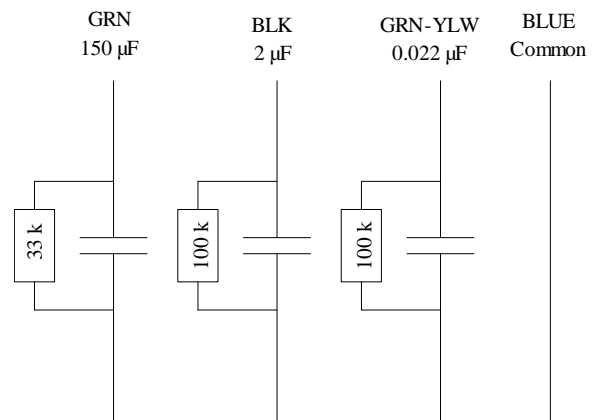 GRN
150 µF
BLK
2 µF
GRN-YLW
0.022 µF
BLUE
Common
33 k
100 k
100 k